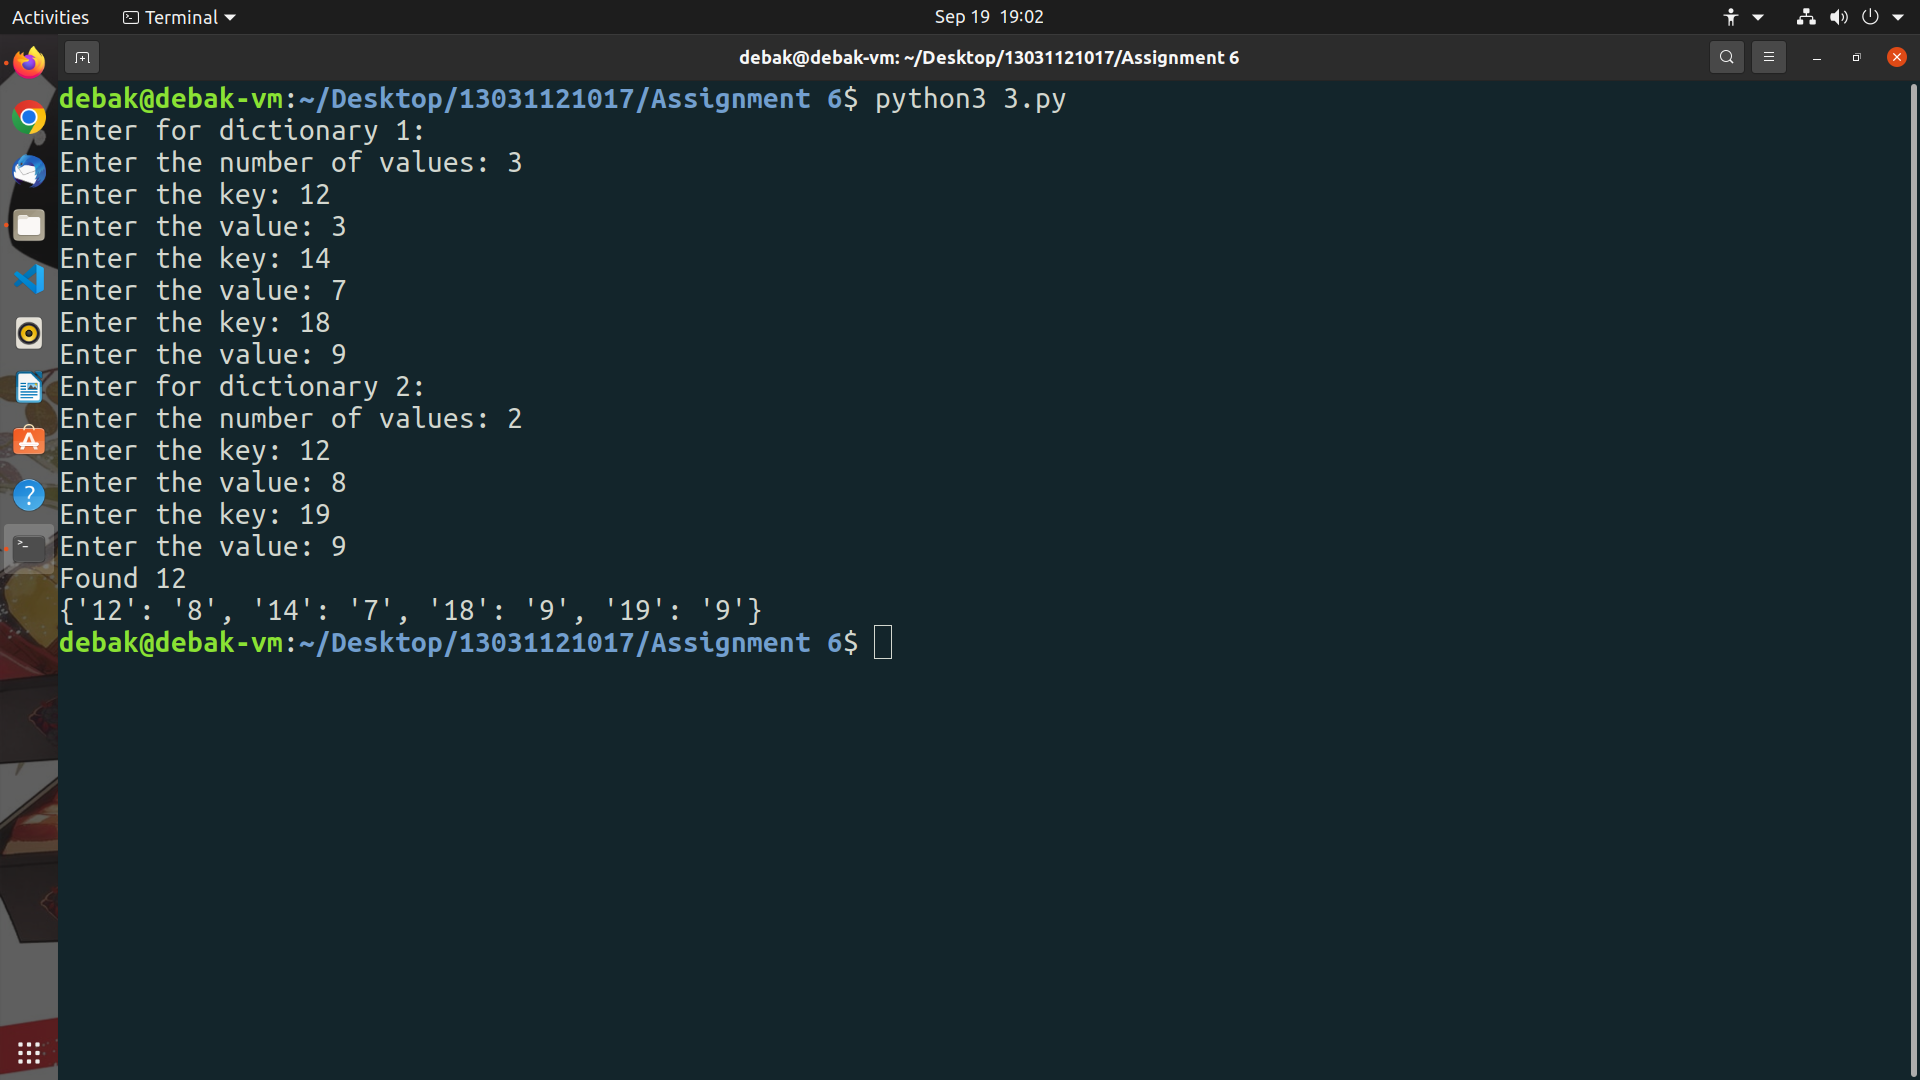 Activities
Terminal
Sep 19 19:02
debak@debak-vm: ~/Desktop/13031121017/Assignment 6
debak@debak-vm:~/Desktop/13031121017/Assignment 6$ python3 3.py
Enter for dictionary 1:
Enter the number of values: 3
Enter the key: 12
Enter the value: 3
Enter the key: 14
Enter the value: 7
Enter the key: 18
Enter the value: 9
Enter for dictionary 2:
Enter the number of values: 2
Enter the key: 12
Enter the value: 8
Enter the key: 19
Enter the value: 9
Found 12
{'12': '8', '14': '7', '18': '9', '19': '9'}
debak@debak-vm:~/Desktop/13031121017/Assignment 6$